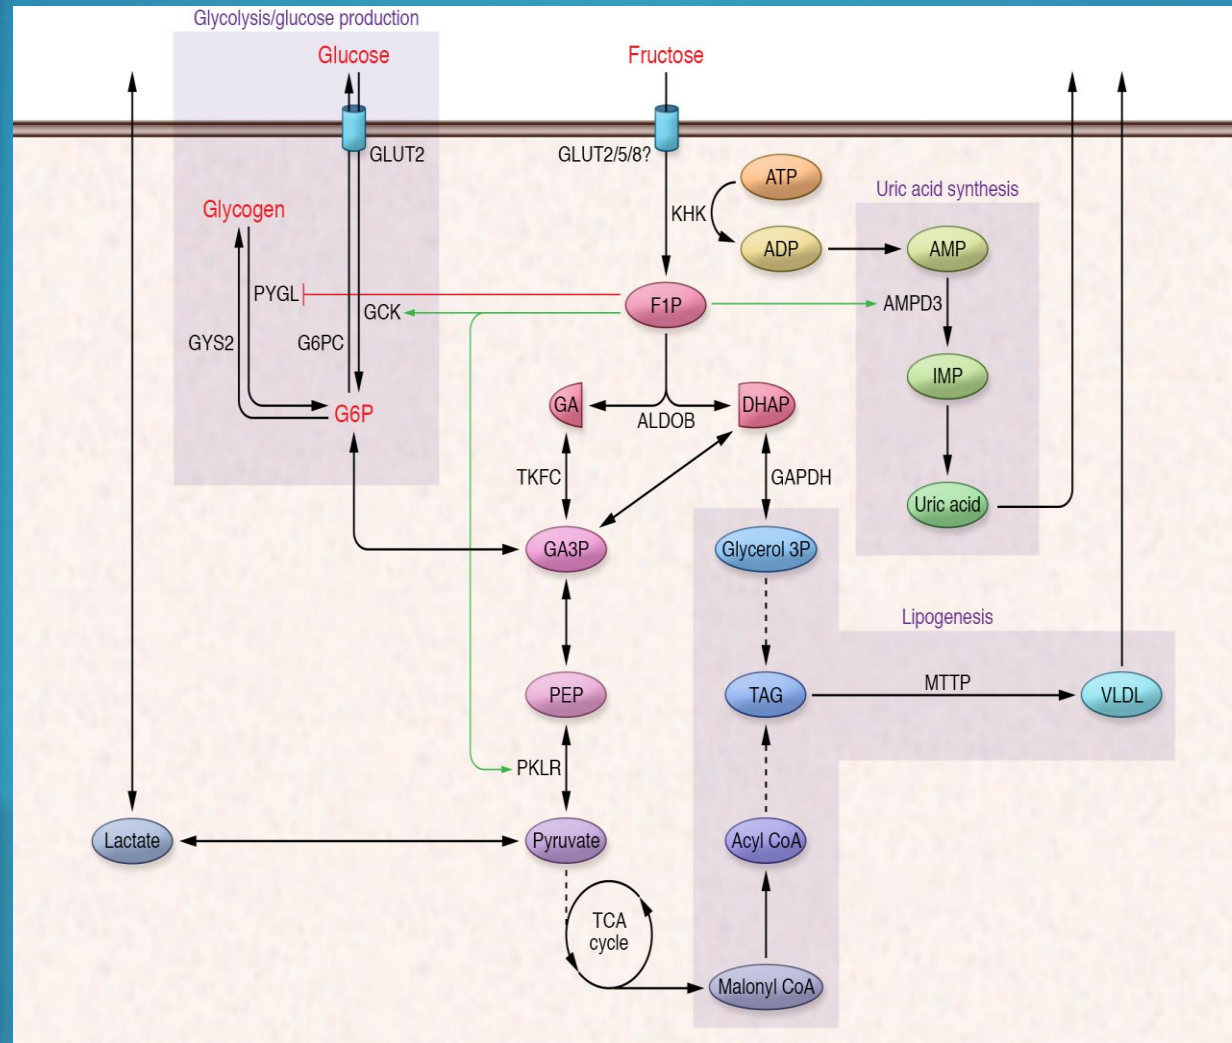 Glycolysis/glucose production
Glucose
Fructose
GLUT2
GLUT2/5/8?
ATP
Uric acid synthesis
Glycogen
KHK
ADP
AMP
PYGL
F1P
AMPD3
GCK
GYS2
G6PC
IMP
G6P
GA
DHAP
ALDOB
TKFC
GAPDH
Uric acid
GA3P
Glycerol 3P
Lipogenesis
PEP
TAG
MTTP
VLDL
PKLR
Lactate
Pyruvate
Acyl CoA
TCA
cycle
Malonyl CoA